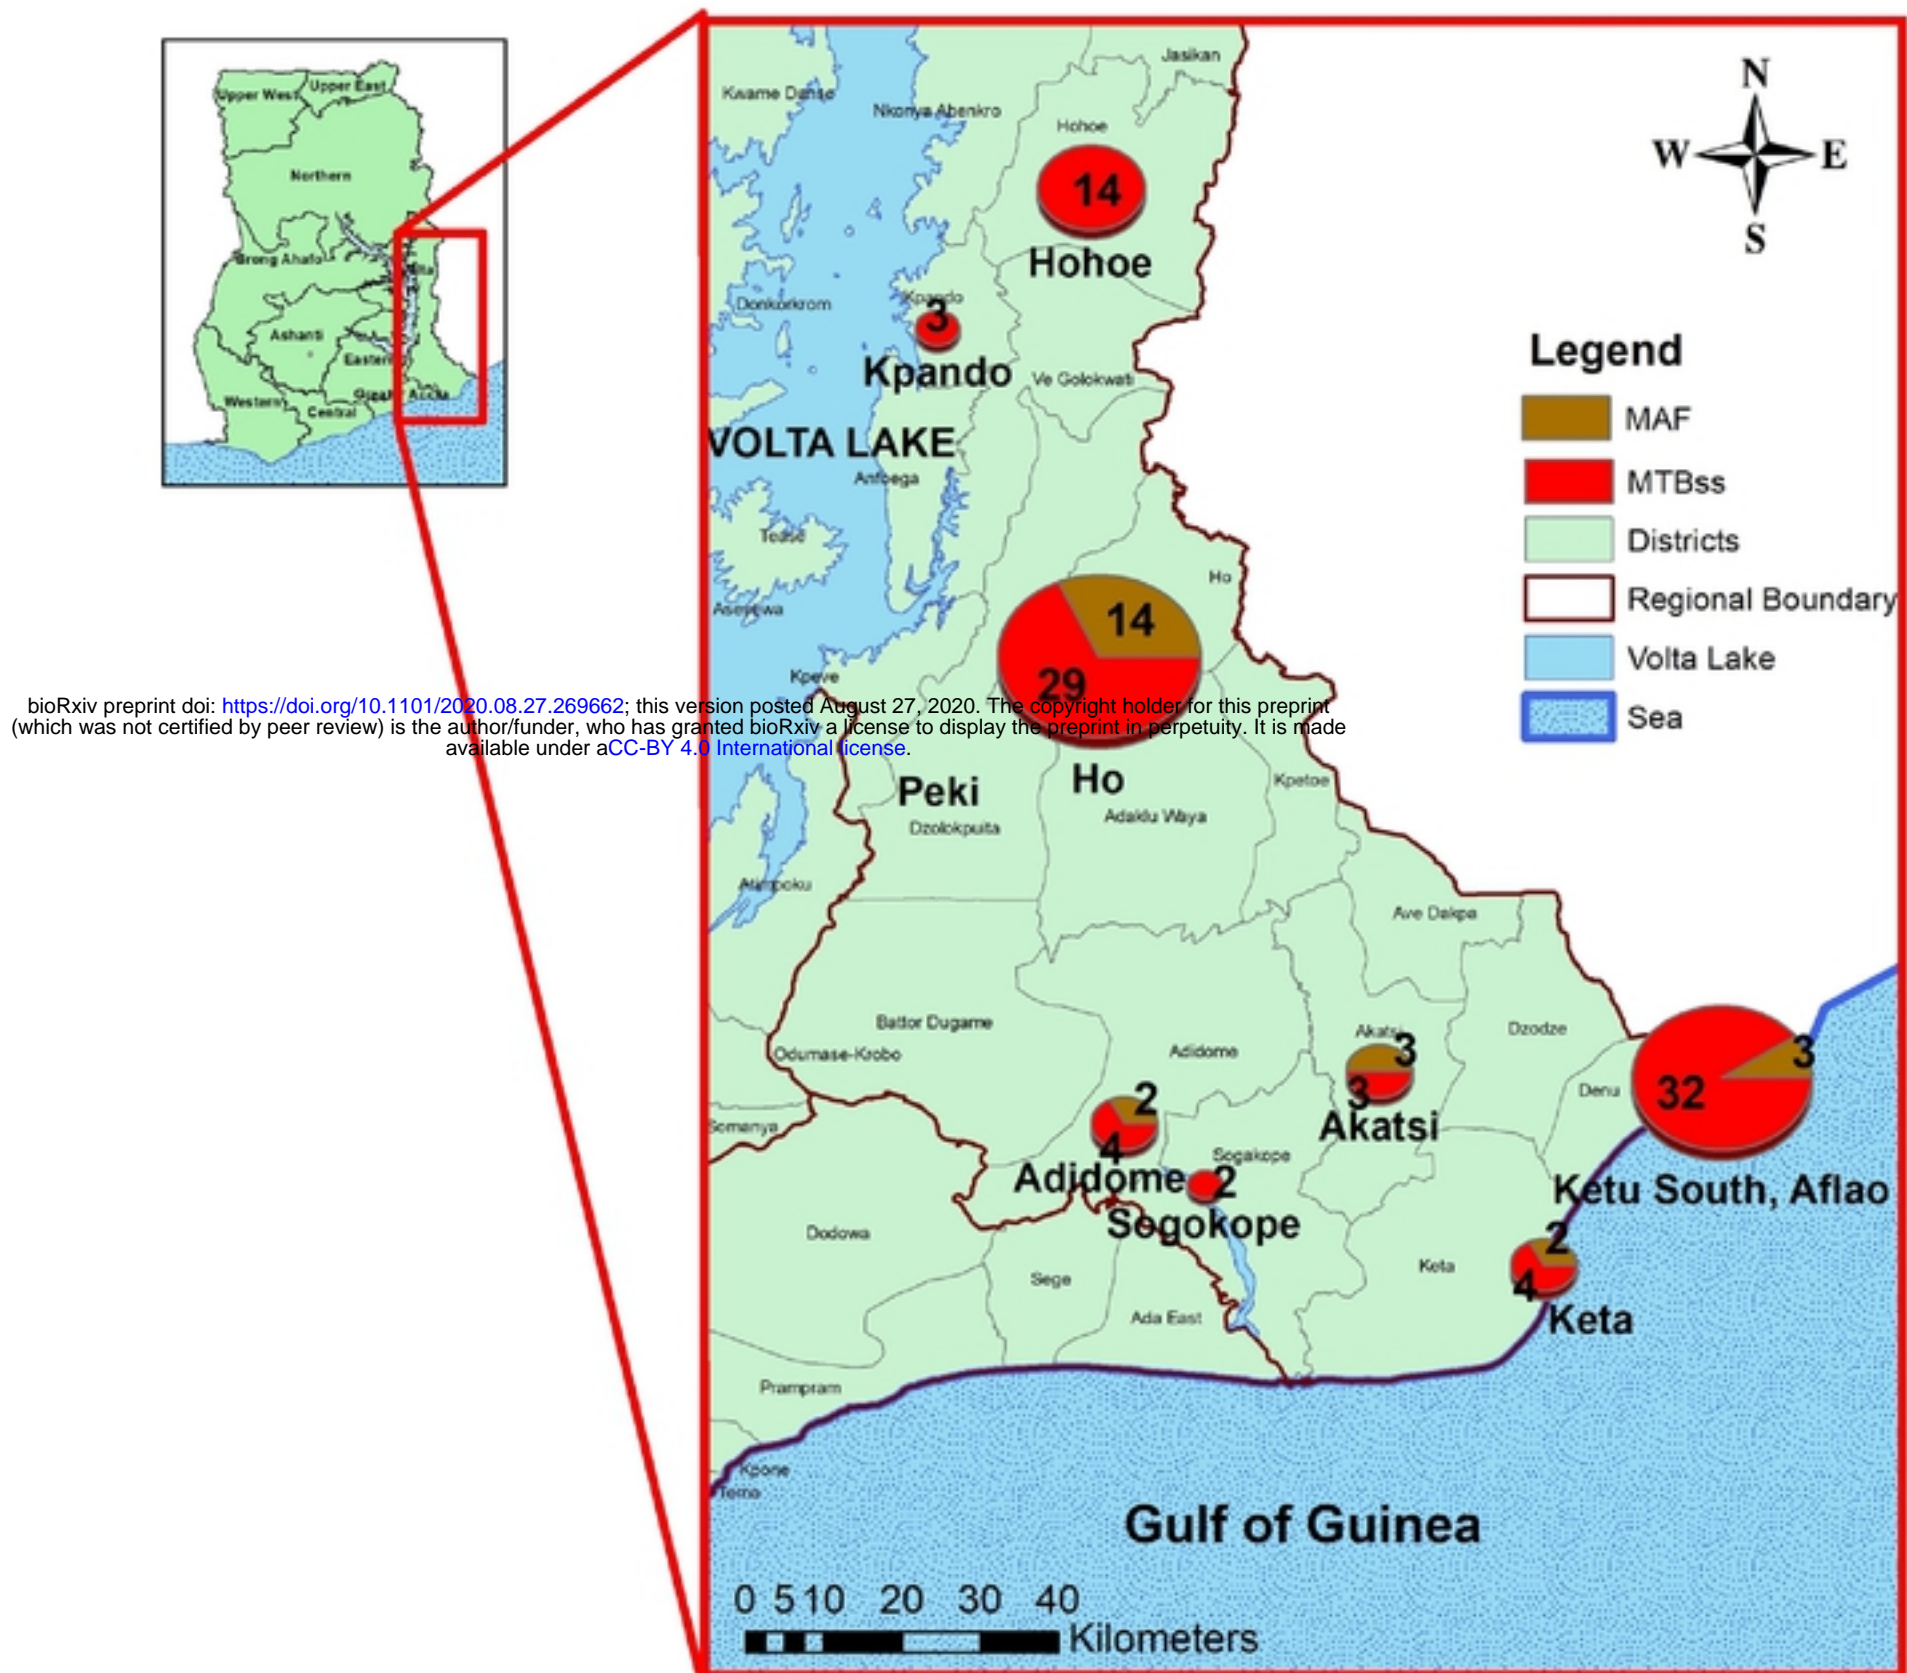 Upper West
Upper East
Northern
Brong Ahafo
Ashanti
Eastern
Western
Central
Jasikan
Kwame Danso
Nkonya Abenkro
Hohoe
14
Hohoe
Donkorkrom
Kpando
3
Kpando
Ve Golokwati
VOLTA LAKE
Anfoega
Tease
Ho
Asesewa
14
29
Kpeve
bioRxiv preprint doi: https://doi.org/10.1101/2020.08.27.269662; this version posted August 27, 2020. The copyright holder for this preprint
(which was not certified by peer review) is the author/funder, who has granted bioRxiv a license to display the preprint in perpetuity. It is made
available under aCC-BY 4.0 International license.
Peki
Ho
Kpetoe
Dzolokpuita
Adaklu Waya
Atimpoku
Ave Dakpa
Battor Dugame
Odumase-Krobo
Adidome
Akatsi
Dzodze
Denu
3
3
Akatsi
32
3
Ketu South, Aflao
Somanya
2
4
Adidome
Sogakope
2
Sogokope
Dodowa
Sege
Ada East
Keta
2
4
Keta
Prampram
Kpone
Tema
Gulf of Guinea
0 5 10 20 30 40
Kilometers
N
W E
S
Legend
MAF
MTBss
Districts
Regional Boundary
Volta Lake
Sea